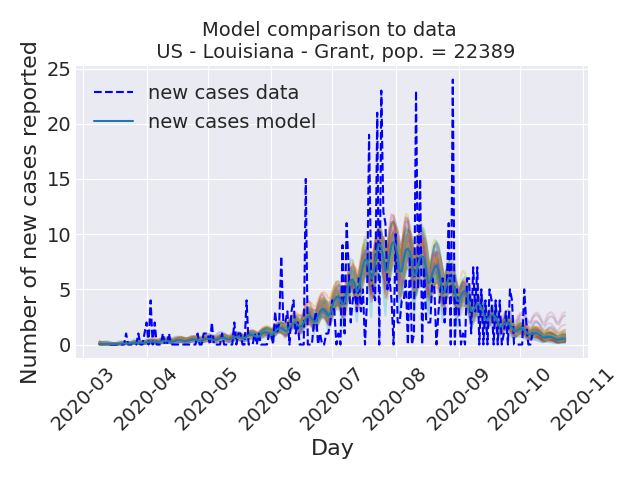 Model comparison to data
US - Louisiana - Grant, pop. = 22389
Number of new cases reported
25
20
15
10
5
0
new cases data
new cases model
2020-03
2020-04
2020-05
2020-06
2020-07
2020-08
2020-09
2020-10
2020-11
Day